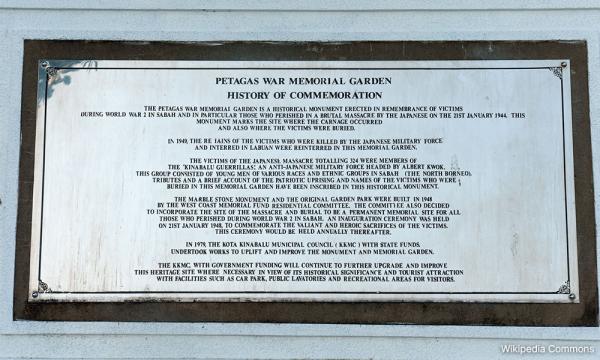 PETAGAS WAR MEMORIAL GARDEN
HISTORY OF COMMEMORATION
THE PETAGAS WAR MEMORIAL GARDEN IS A HISTORICAL MONUMENT ERECTED IN REMEMBRANCE OF VICTIMS
DURING WORLD WAR 2 IN SABAH AND IN PARTICULAR THOSE WHO PERISHED IN A BRUTAL MASSACRE BY THE JAPANESE ON THE 21ST JANUARY 1944. THIS
MONUMENT MARKS THE SITE WHERE THE CARNAGE OCCURRED
AND ALSO WHERE THE VICTIMS WERE BURIED.
IN 1949, THE RE TAINS OF THE VICTIMS WHO WERE KILLED BY THE JAPANESE MILITARY FORCE
AND INTERRED IN LABUAN WERE REINTERRED IN THIS MEMORIAL GARDEN.
THE VICTIMS OF THE JAPANESE MASSACRE TOTALLING 324 WERE MEMBERS OF
THE 'KINABALU GUERRILLAS', AN ANTI-JAPANESE MILITARY FORCE HEADED BY ALBERT KWOK.
THIS GROUP CONSISTED OF YOUNG MEN OF VARIOUS RACES AND ETHNIC GROUPS IN SABAH (THE NORTH BORNEO).
TRIBUTES AND A BRIEF ACCOUNT OF THE PATRIOTIC UPRISING AND NAMES OF THE VICTIMS WHO WERE
BURIED IN THIS MEMORIAL GARDEN HAVE BEEN INSCRIBED IN THIS HISTORICAL MONUMENT.
THE MARBLE STONE MONUMENT AND THE ORIGINAL GARDEN PARK WERE BUILT IN 1948
BY THE WEST COAST MEMORIAL FUND RESIDENTIAL COMMITTEE. THE COMMITTEE ALSO DECIDED
TO INCORPORATE THE SITE OF THE MASSACRE AND BURIAL TO BE A PERMANENT MEMORIAL SITE FOR ALL
THOSE WHO PERISHED DURING WORLD WAR 2 IN SABAH. AN INAUGURATION CEREMONY WAS HELD
ON 21ST JANUARY 1948, TO COMMEMORATE THE VALIANT AND HEROIC SACRIFICES OF THE VICTIMS.
THIS CEREMONY WOULD BE HELD ANNUALLY THEREAFTER.
IN 1979, THE KOTA KINABALU MUNICIPAL COUNCIL ( KKMC ) WITH STATE FUNDS,
UNDERTOOK WORKS TO UPLIFT AND IMPROVE THE MONUMENT AND MEMORIAL GARDEN.
THE KKMC, WITH GOVERNMENT FUNDING WILL CONTINUE TO FURTHER UPGRADE AND IMPROVE
THIS HERITAGE SITE WHERE NECESSARY IN VIEW OF ITS HISTORICAL SIGNIFICANCE AND TOURIST ATTRACTION
WITH FACILITIES SUCH AS CAR PARK, PUBLIC LAVATORIES AND RECREATIONAL AREAS FOR VISITORS.
Wikipedia Commons